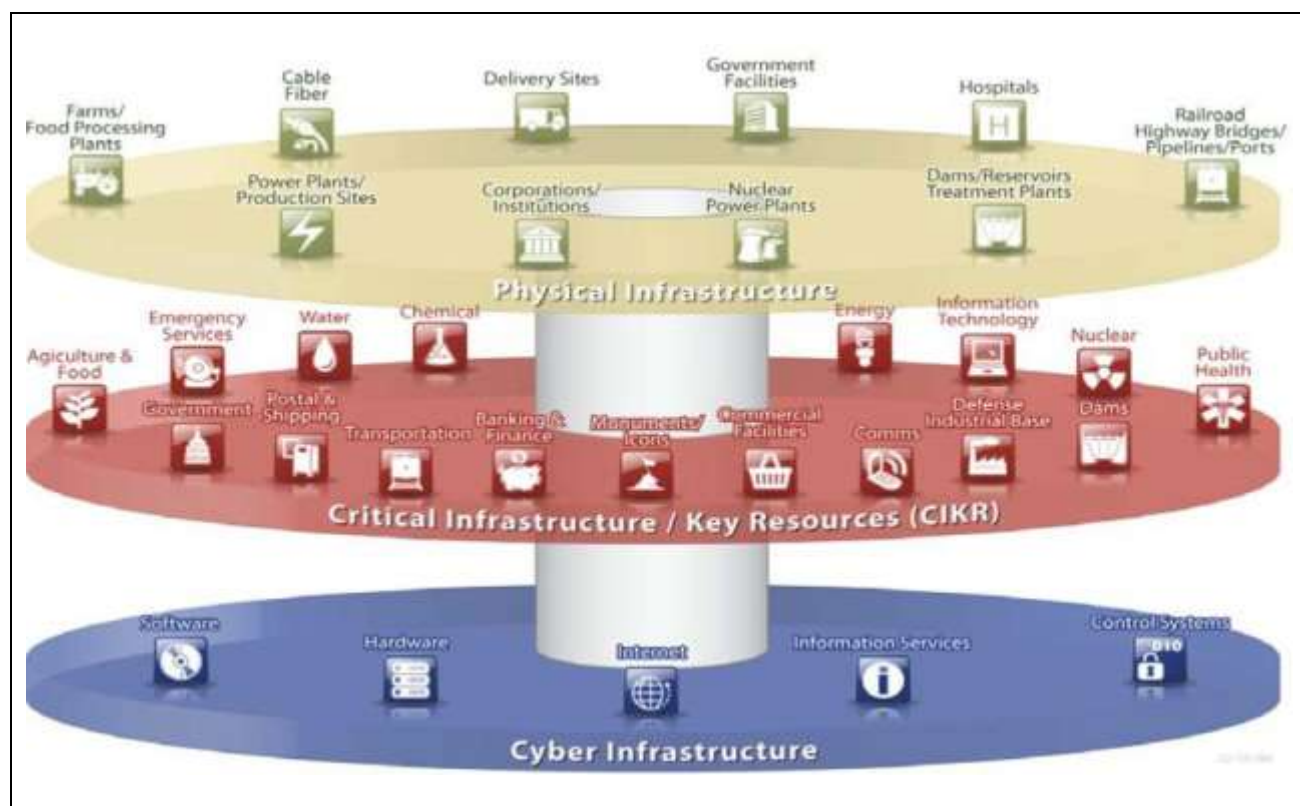 Farms/
Food Processing
Plants
Cable
Fiber
Delivery Sites
Government
Facilities
Hospitals
Railroad
Highway Bridges/
Pipelines/Ports
Power Plants/
Production Sites
Corporations/
Institutions
Nuclear
Power Plants
Dams/Reservoirs
Treatment Plants
H
Physical Infrastructure
Agiculture &
Food
Emergency
Services
Water
Chemical
Energy
Information
Technology
Nuclear
Public
Health
Government
Postal &
Shipping
Transportation
Banking &
Finance
Monuments/
Icons
Commercial
Facilities
Comms
Defense
Industrial Base
Dams
Critical Infrastructure / Key Resources (CIKR)
Software
Hardware
Internet
Information Services
Control Systems
010
Cyber Infrastructure